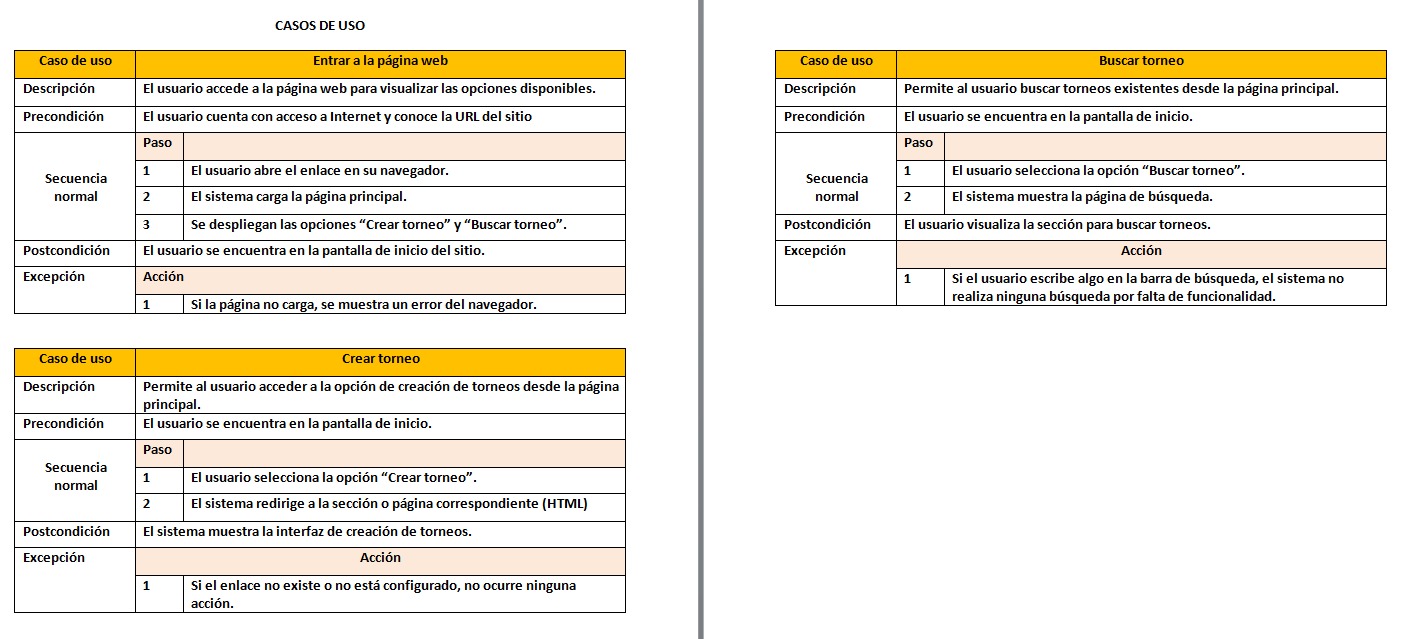 CASOS DE USO
Caso de uso Entrar a la página web
Descripción El usuario accede a la página web para visualizar las opciones disponibles.
Precondición El usuario cuenta con acceso a Internet y conoce la URL del sitio
Secuencia normal
Paso
1 El usuario abre el enlace en su navegador.
2 El sistema carga la página principal.
3 Se despliegan las opciones “Crear torneo” y “Buscar torneo”.
Postcondición El usuario se encuentra en la pantalla de inicio del sitio.
Excepción Acción
1 Si la página no carga, se muestra un error del navegador.
Caso de uso Crear torneo
Descripción Permite al usuario acceder a la opción de creación de torneos desde la página
principal.
Precondición El usuario se encuentra en la pantalla de inicio.
Secuencia normal
Paso
1 El usuario selecciona la opción “Crear torneo”.
2 El sistema redirige a la sección o página correspondiente (HTML)
Postcondición El sistema muestra la interfaz de creación de torneos.
Excepción Acción
1 Si el enlace no existe o no está configurado, no ocurre ninguna
acción.
Caso de uso Buscar torneo
Descripción Permite al usuario buscar torneos existentes desde la página principal.
Precondición El usuario se encuentra en la pantalla de inicio.
Secuencia normal
Paso
1 El usuario selecciona la opción “Buscar torneo”.
2 El sistema muestra la página de búsqueda.
Postcondición El usuario visualiza la sección para buscar torneos.
Excepción Acción
1 Si el usuario escribe algo en la barra de búsqueda, el sistema no
realiza ninguna búsqueda por falta de funcionalidad.